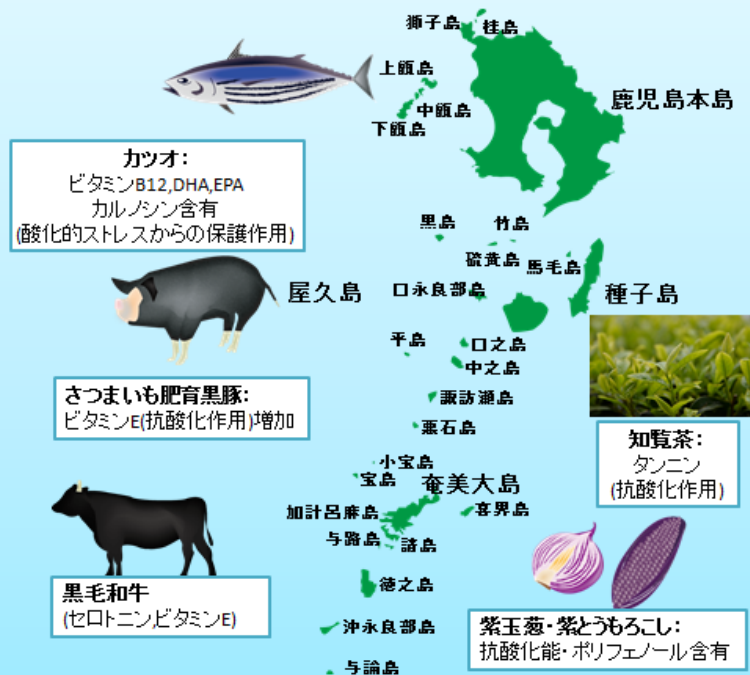 獅子島
桂島
上甑島
中甑島
下甑島
鹿児島本島
カツオ:
ビタミンB12,DHA,EPA
カルノシン含有
(酸化的ストレスからの保護作用)
黒島
竹島
硫黄島
馬毛島
屋久島
口永良部島
種子島
平島
口之島
中之島
諏訪瀬島
悪石島
さつまいも肥育黒豚:
ビタミンE(抗酸化作用)増加
知覧茶:
タンニン
(抗酸化作用)
小宝島
宝島
奄美大島
加計呂麻島
喜界島
与路島
請島
徳之島
沖永良部島
与論島
黒毛和牛
(セロトニン,ビタミンE)
紫玉葱・紫とうもろこし:
抗酸化能・ポリフェノール含有